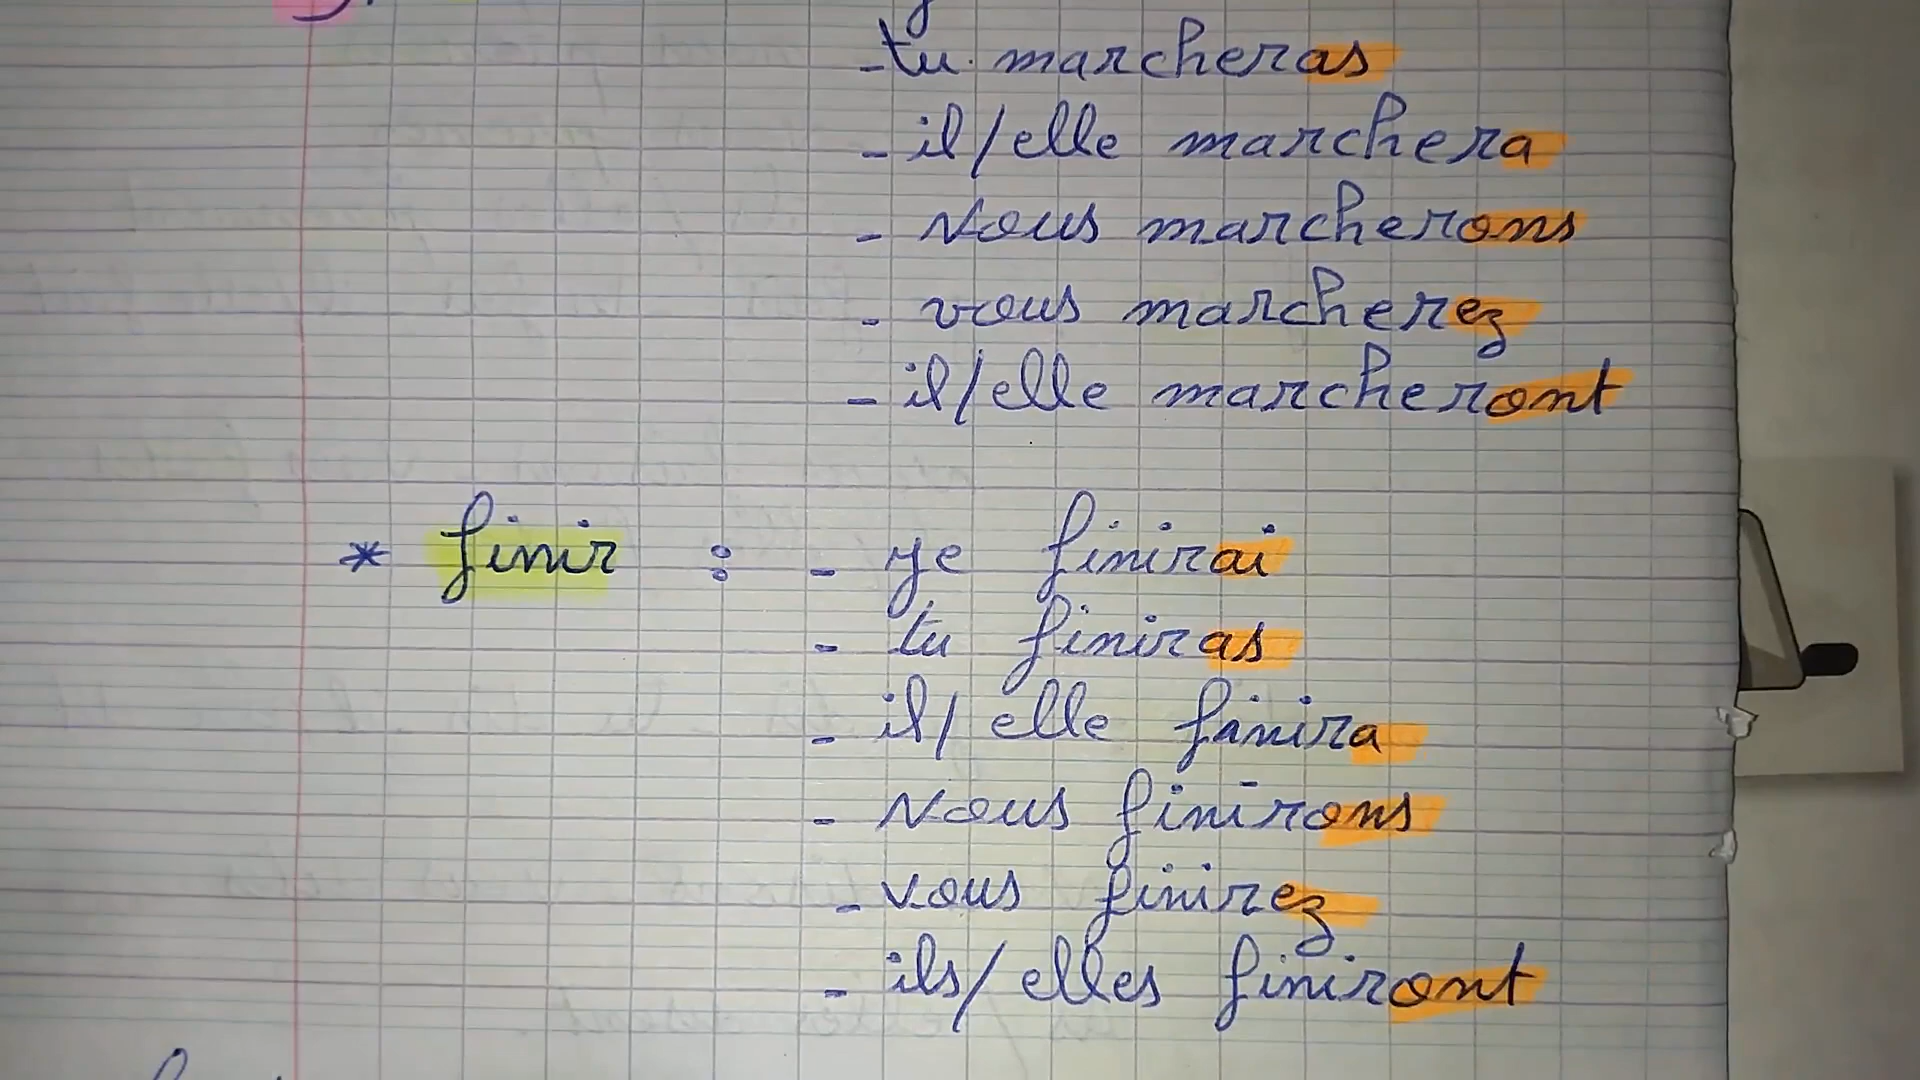 - tu marcheras
- il/elle marchera
- Nous marcherons
- vous marcherez
- il/elle marcheront
* finir : - je finirai
- tu finiras
- il/elle finira
- Nous finirons
- vous finirez
- ils/elles finiront